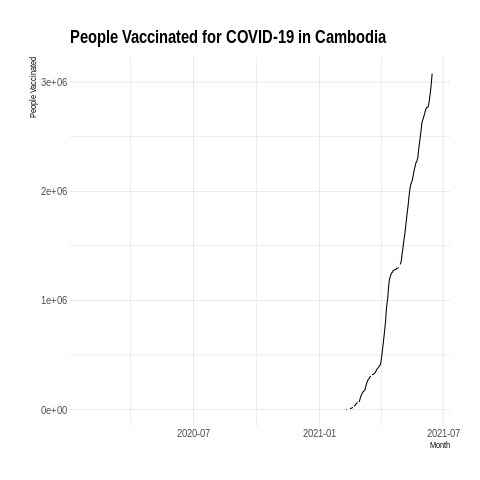 People Vaccinated for COVID-19 in Cambodia
People Vaccinated
3e+06
2e+06
1e+06
0e+00
2020-07
2021-01
2021-07
Month